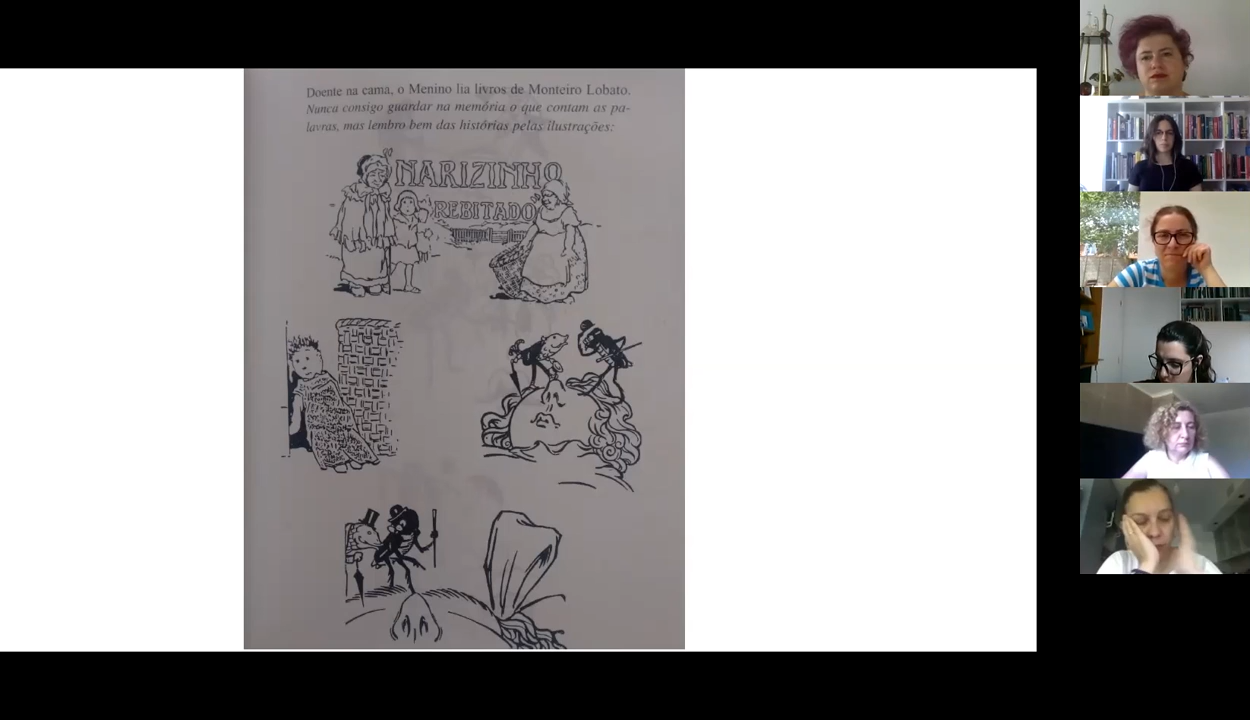 Doente na cama, o Menino lia livros de Monteiro Lobato.
Nunca consigo guardar na memória o que contam as pa-
lavras, mas lembro bem das histórias pelas ilustrações:
NARIZINHO
REBITADO